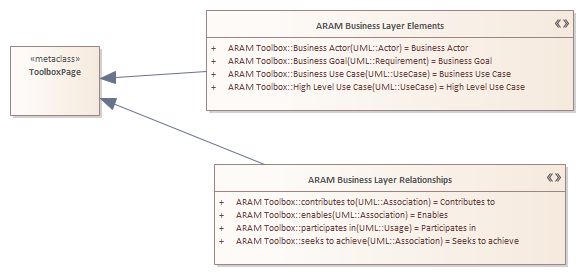 «metaclass»
ToolboxPage
ARAM Business Layer Elements
+ ARAM Toolbox::Business Actor(UML::Actor) = Business Actor
+ ARAM Toolbox::Business Goal(UML::Requirement) = Business Goal
+ ARAM Toolbox::Business Use Case(UML::UseCase) = Business Use Case
+ ARAM Toolbox::High Level Use Case(UML::UseCase) = High Level Use Case
ARAM Business Layer Relationships
+ ARAM Toolbox::contributes to(UML::Association) = Contributes to
+ ARAM Toolbox::enables(UML::Association) = Enables
+ ARAM Toolbox::participates in(UML::Usage) = Participates in
+ ARAM Toolbox::seeks to achieve(UML::Association) = Seeks to achieve